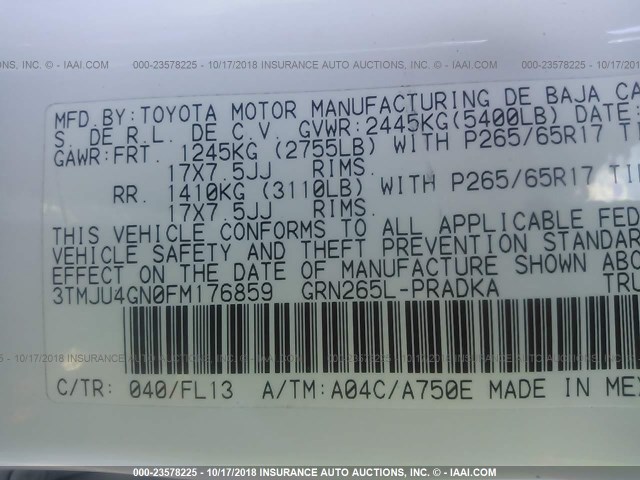 000-23578225 - 10/17/2018 INSURANCE AUTO AUCTIONS, INC. - © IAAI.COM
MFD.BY:TOYOTA MOTOR MANUFACTURING DE BAJA CA
S. DE R.L. DE C.V. GVWR:2445KG(5400LB) DATE:
GAWR:FRT. 1245KG (2755LB) WITH P265/65R17 TI
17X7.5JJ RIMS.
RR. 1410KG (3110LB) WITH P265/65R17 TI
17X7.5JJ RIMS.
THIS VEHICLE CONFORMS TO ALL APPLICABLE FED
VEHICLE SAFETY AND THEFT PREVENTION STANDAR
EFFECT ON THE DATE OF MANUFACTURE SHOWN ABO
3TMJU4GN0FM176859 GRN265L-PRADKA TRU
000-23578225 - 10/17/2018 INSURANCE AUTO AUCTIONS, INC. - © IAAI.COM
C/TR: 040/FL13 A/TM:A04C/A750E MADE IN MEX
000-23578225 - 10/17/2018 INSURANCE AUTO AUCTIONS, INC. - © IAAI.COM